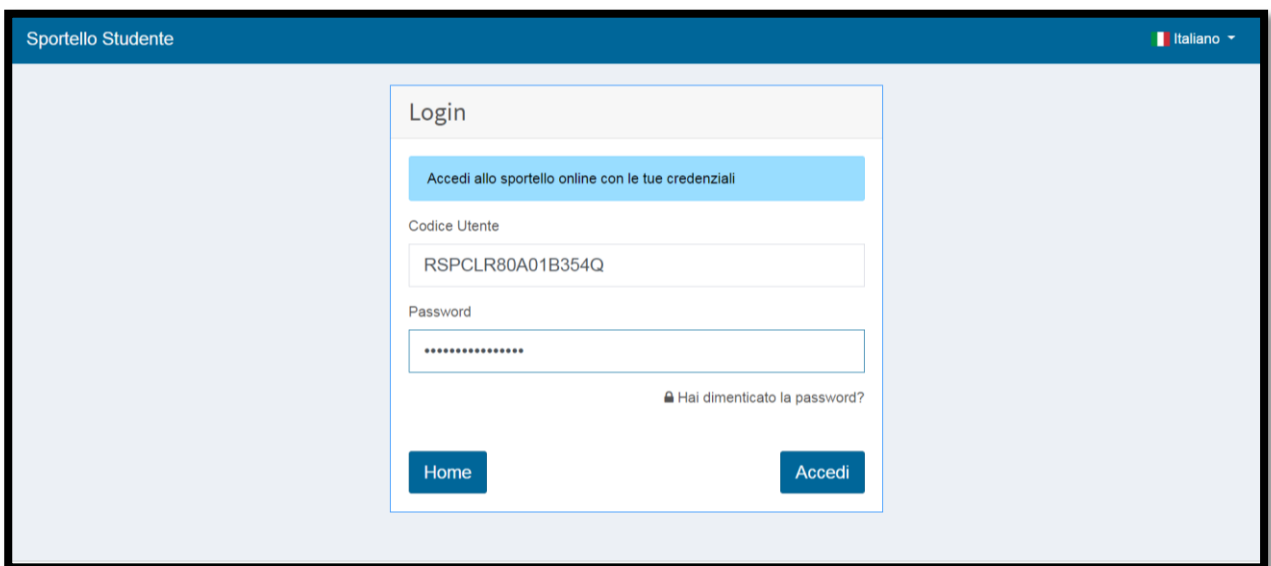 Sportello Studente
Italiano
Login
Accedi allo sportello online con le tue credenziali
Codice Utente
RSPCLR80A01B354Q
Password
••••••••••••••••
Hai dimenticato la password?
Home
Accedi